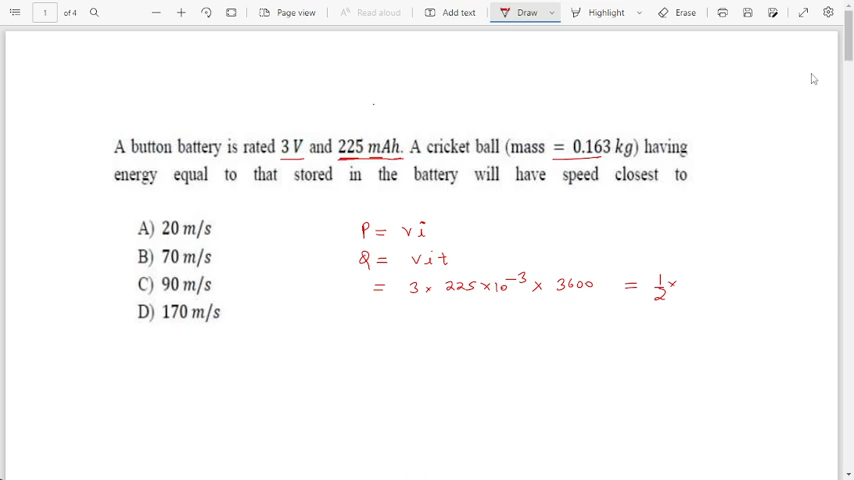 1 of 4 Page view Read aloud Add text Draw Highlight Erase
A button battery is rated 3 V and 225 mAh. A cricket ball (mass = 0.163 kg) having
energy equal to that stored in the battery will have speed closest to
A) 20 m/s
B) 70 m/s
C) 90 m/s
D) 170 m/s
P = vi
Q = vit
= 3 × 225×10⁻³ × 3600 = 1/2 ×